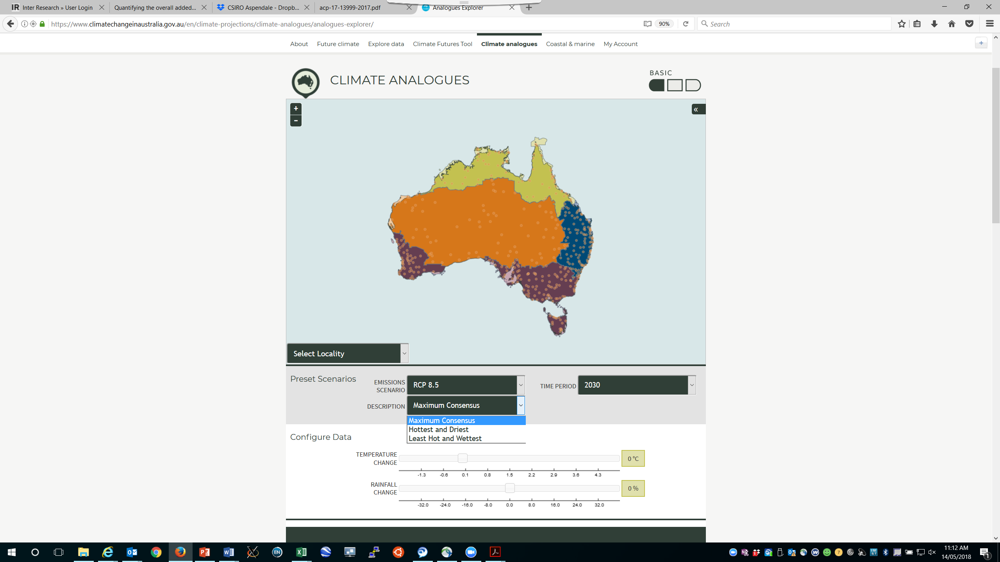 IR Inter Research » User Login
Quantifying the overall added...
CSIRO Aspendale - Dropb...
acp-17-13999-2017.pdf
Analogues Explorer
https://www.climatechangeinaustralia.gov.au/en/climate-projections/climate-analogues/analogues-explorer/
90%
Search
About Future climate Explore data Climate Futures Tool Climate analogues Coastal & marine My Account
CLIMATE ANALOGUES
BASIC
+
-
«
Select Locality
Preset Scenarios
EMISSIONS
SCENARIO
RCP 8.5
TIME PERIOD
2030
DESCRIPTION
Maximum Consensus
Maximum Consensus
Hottest and Driest
Least Hot and Wettest
Configure Data
TEMPERATURE
CHANGE
0 °C
-1.3 -0.6 0.1 0.8 1.5 2.2 2.9 3.6 4.3
RAINFALL
CHANGE
0 %
-32.0 -24.0 -16.0 -8.0 0.0 8.0 16.0 24.0 32.0
EN
11:12 AM
14/05/2018
1